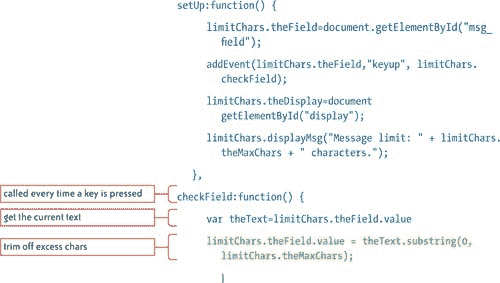 setUp:function() {
limitChars.theField=document.getElementById("msg_
field");
addEvent(limitChars.theField,"keyup", limitChars.
checkField);
limitChars.theDisplay=document
getElementById("display");
limitChars.displayMsg("Message limit: " + limitChars.
theMaxChars + " characters.");
},
called every time a key is pressed
checkField:function() {
get the current text
var theText=limitChars.theField.value
trim off excess chars
limitChars.theField.value = theText.substring(0,
limitChars.theMaxChars);
}